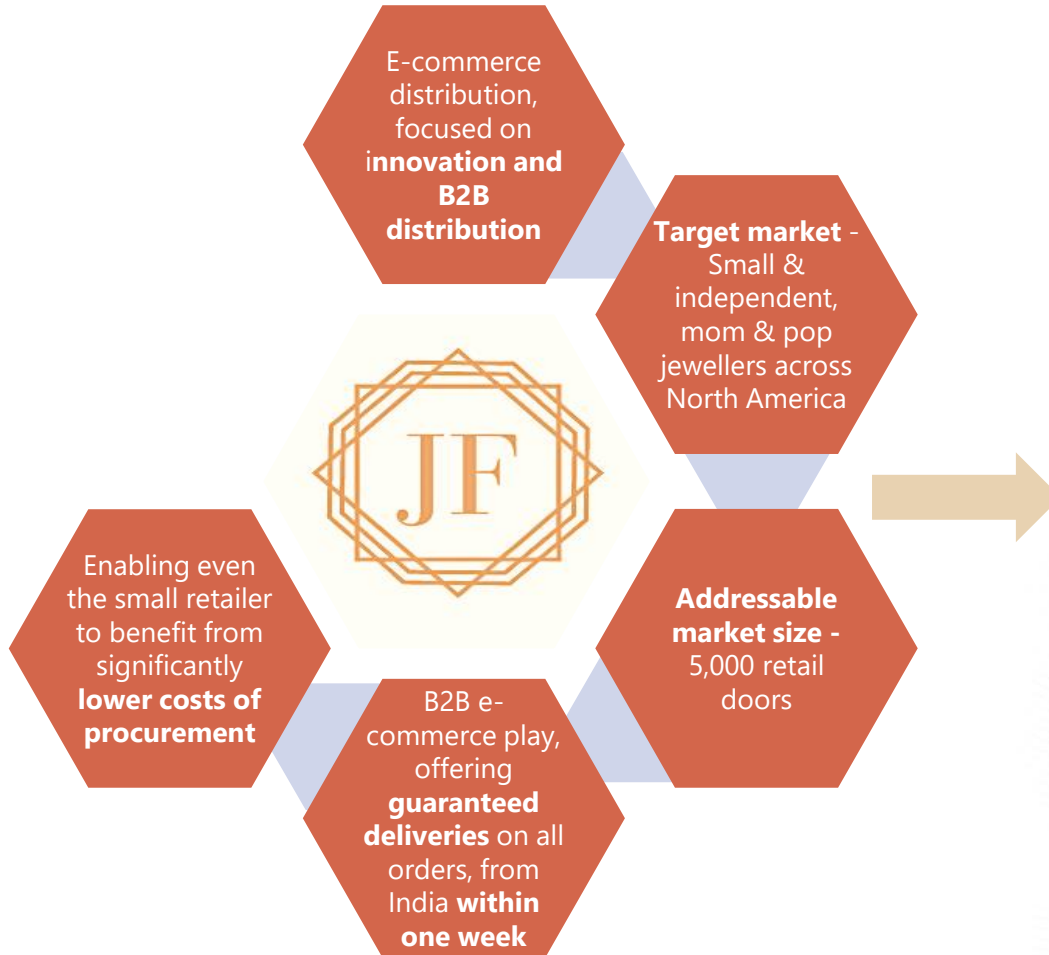 E-commerce
distribution,
focused on
innovation and
B2B
distribution
Target market -
Small &
independent,
mom & pop
jewellers across
North America
JF
Addressable
market size -
5,000 retail
doors
B2B e-
commerce play,
offering
guaranteed
deliveries on all
orders, from
India within
one week
Enabling even
the small retailer
to benefit from
significantly
lower costs of
procurement